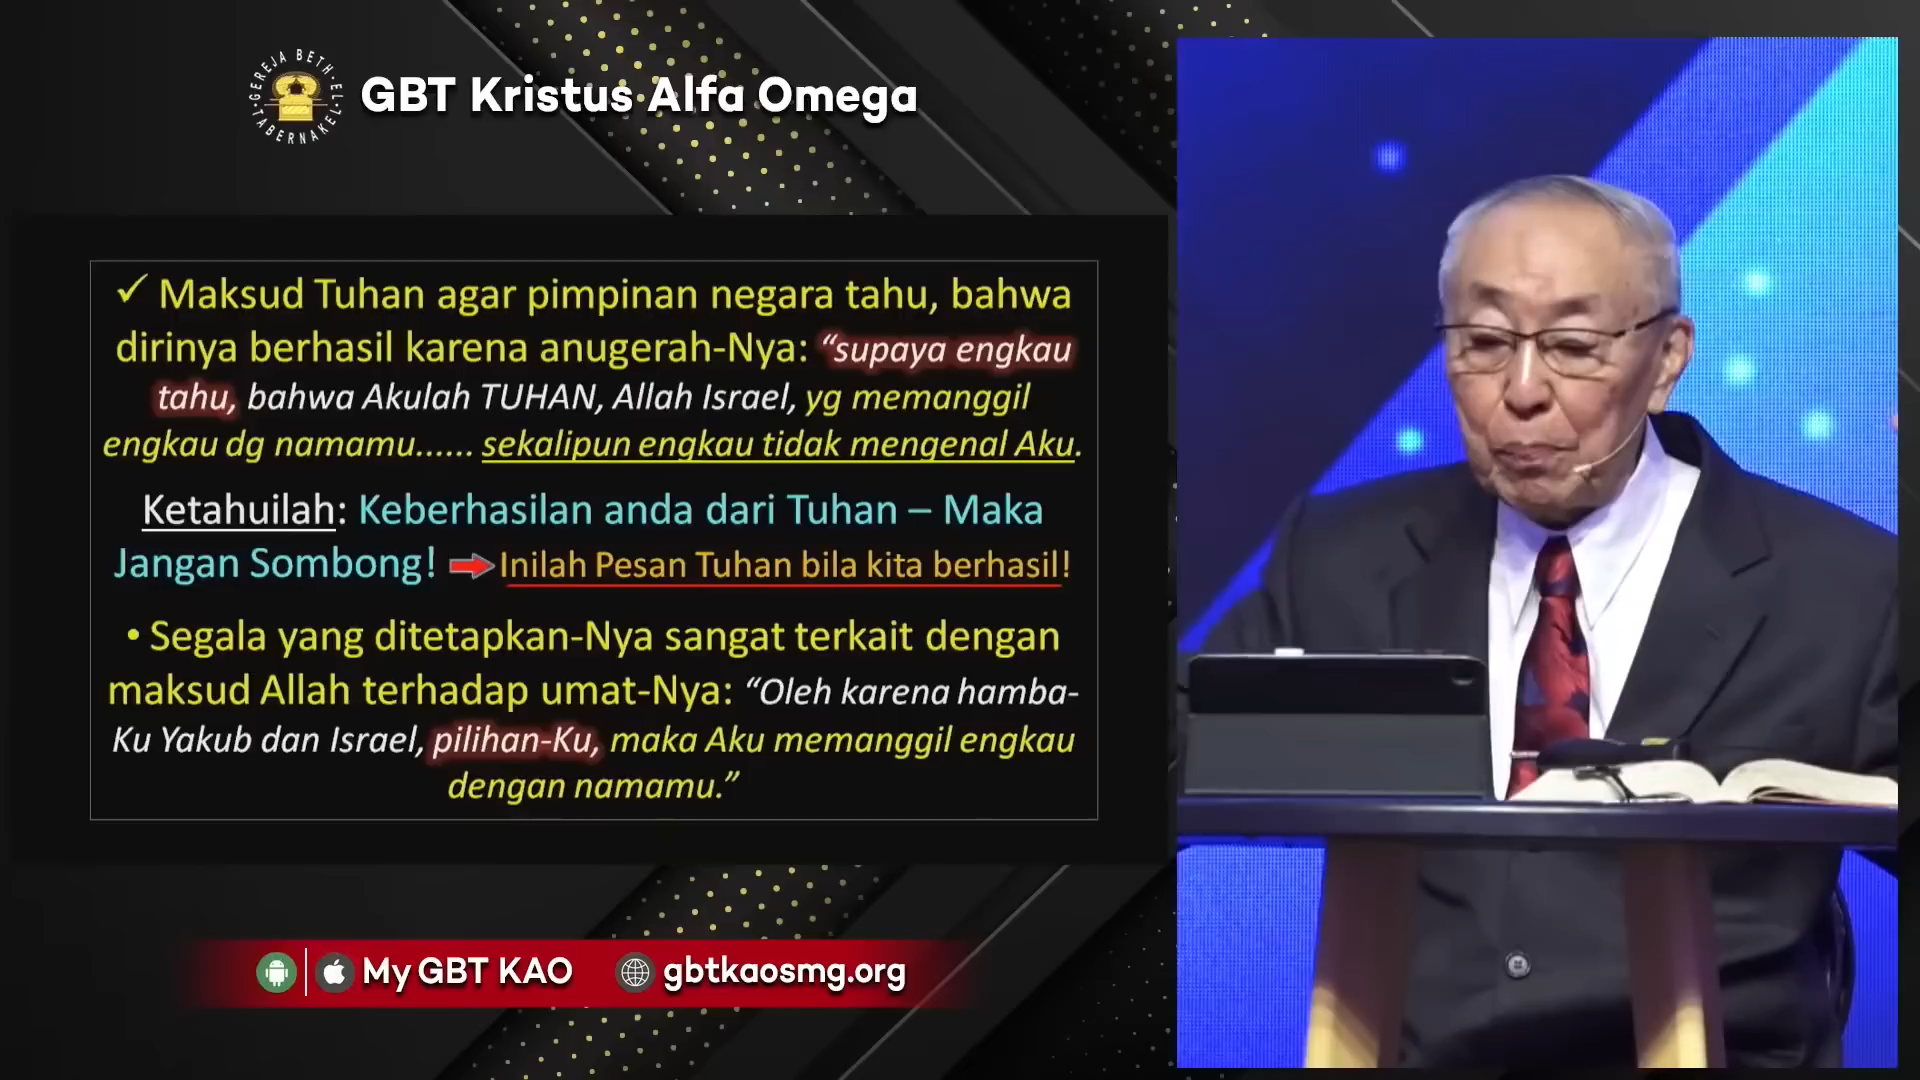 GEREJA BETH-EL TABERNAKEL
GBT Kristus Alfa Omega
✓ Maksud Tuhan agar pimpinan negara tahu, bahwa
dirinya berhasil karena anugerah-Nya: “supaya engkau
tahu, bahwa Akulah TUHAN, Allah Israel, yg memanggil
engkau dg namamu...... sekalipun engkau tidak mengenal Aku.
Ketahuilah: Keberhasilan anda dari Tuhan – Maka
Jangan Sombong! ➡ Inilah Pesan Tuhan bila kita berhasil!
• Segala yang ditetapkan-Nya sangat terkait dengan
maksud Allah terhadap umat-Nya: “Oleh karena hamba-
Ku Yakub dan Israel, pilihan-Ku, maka Aku memanggil engkau
dengan namamu.”
My GBT KAO gbtkaosmg.org